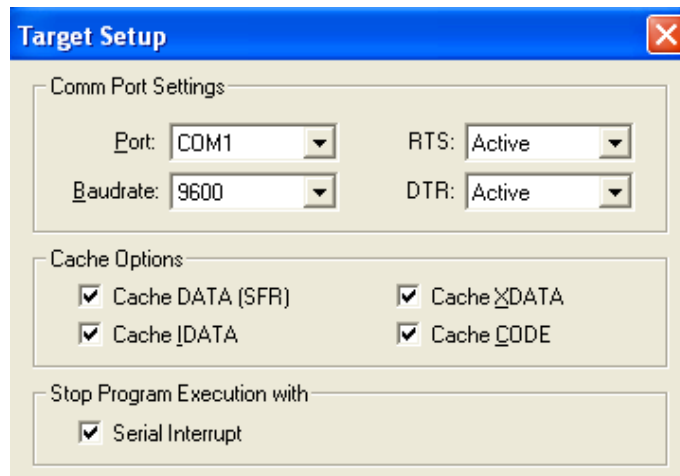 Target Setup
Comm Port Settings
Port: COM1 RTS: Active
Baudrate: 9600 DTR: Active
Cache Options
Cache DATA (SFR) Cache XDATA
Cache IDATA Cache CODE
Stop Program Execution with
Serial Interrupt